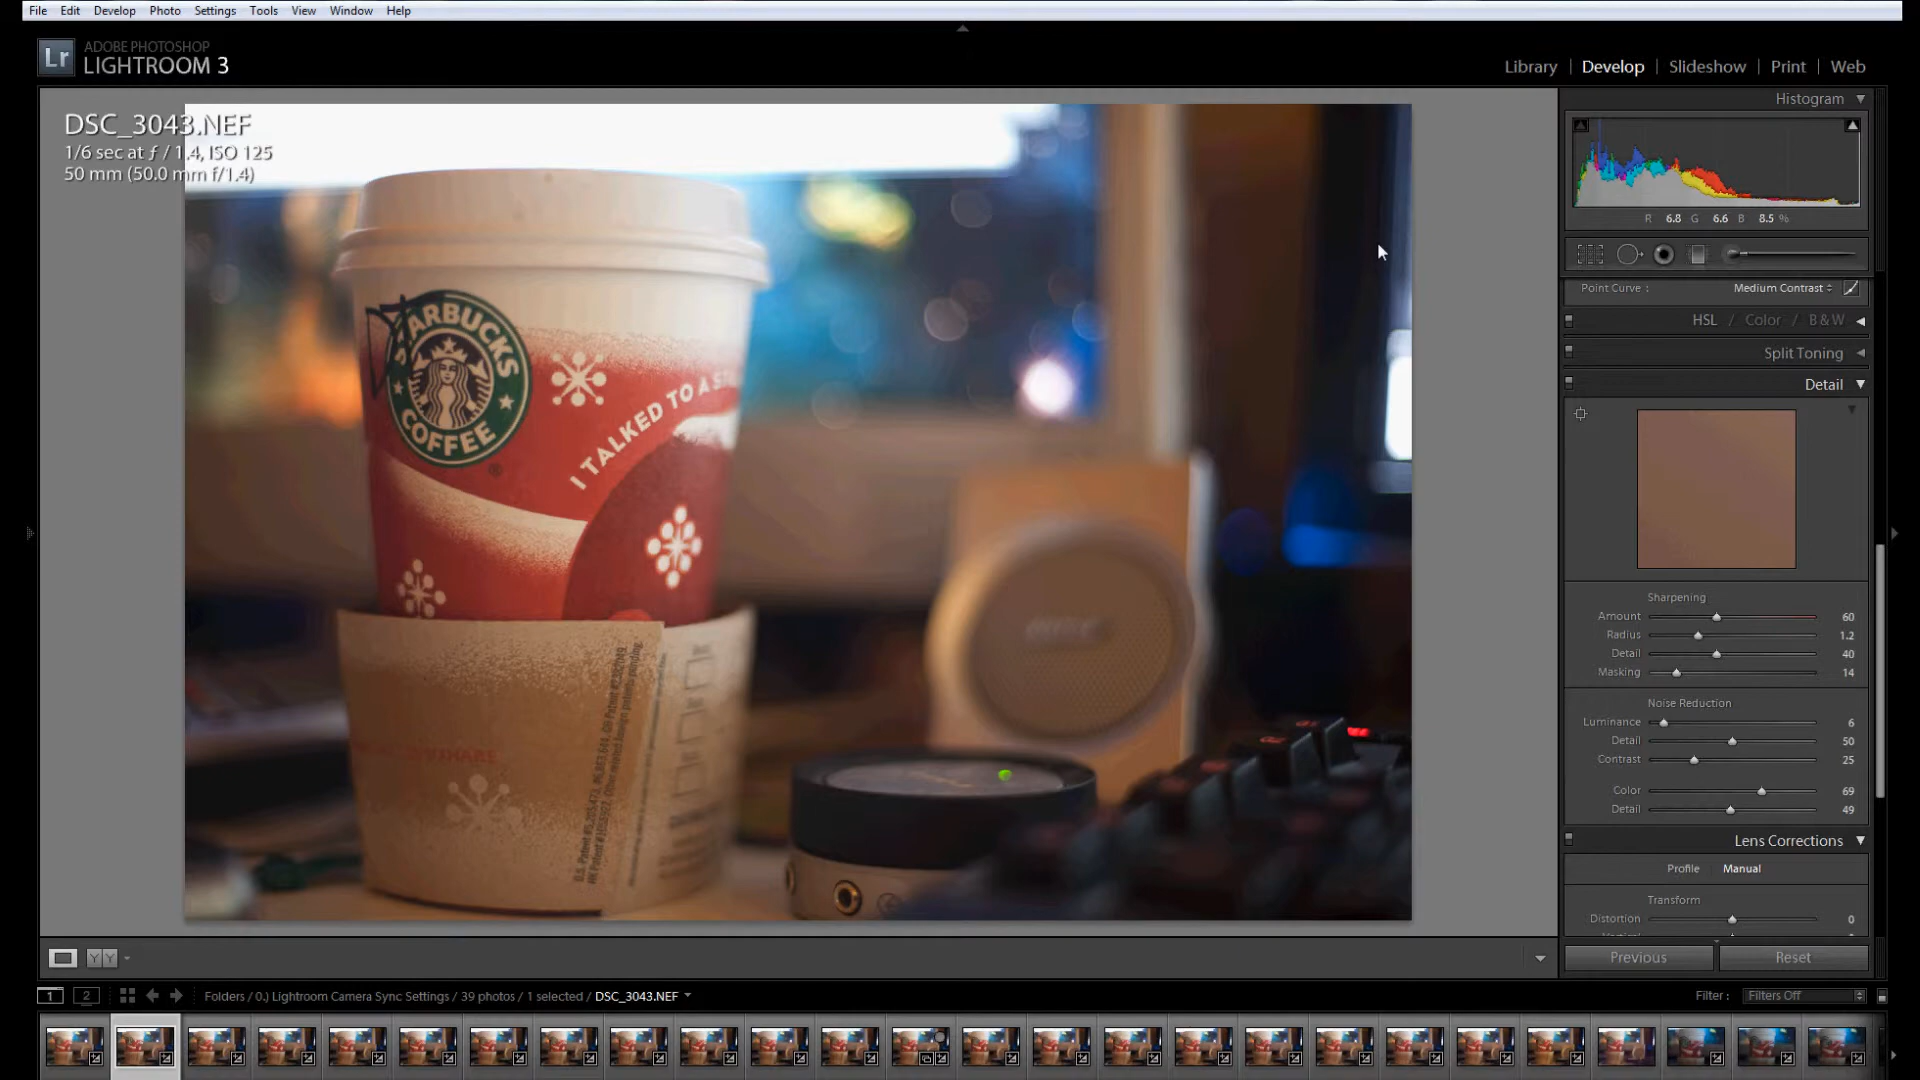 File Edit Develop Photo Settings Tools View Window Help
Lr ADOBE PHOTOSHOP
LIGHTROOM 3
Library | Develop | Slideshow | Print | Web
Histogram
DSC_3043.NEF
1/6 sec at ƒ / 1.4, ISO 125
50 mm (50.0 mm f/1.4)
R 6.8 G 6.6 B 8.5 %
Point Curve : Medium Contrast
HSL / Color / B & W
Split Toning
Detail
STARBUCKS
COFFEE
®
I TALKED TO A
SHARE
Sharpening
Amount 60
Radius 1.2
Detail 40
Masking 14
Noise Reduction
Luminance 6
Detail 50
Contrast 25
Color 69
Detail 49
Lens Corrections
Profile Manual
Transform
Distortion 0
Previous Reset
YY
1 2 Folders / 0.) Lightroom Camera Sync Settings / 39 photos / 1 selected / DSC_3043.NEF
Filter : Filters Off